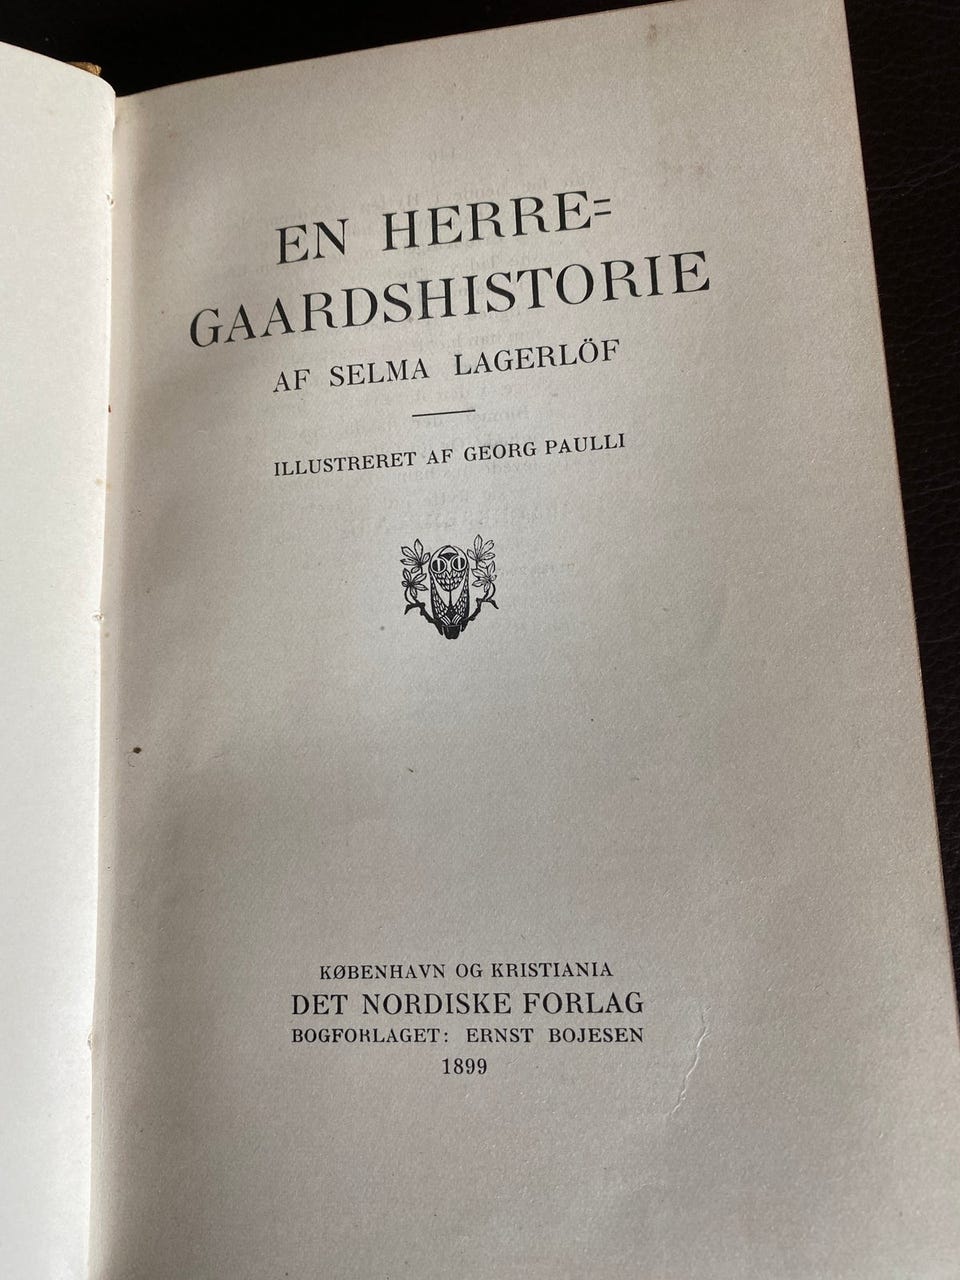 EN HERRE=
GAARDSHISTORIE
AF SELMA LAGERLÖF
ILLUSTRERET AF GEORG PAULLI
KØBENHAVN OG KRISTIANIA
DET NORDISKE FORLAG
BOGFORLAGET: ERNST BOJESEN
1899